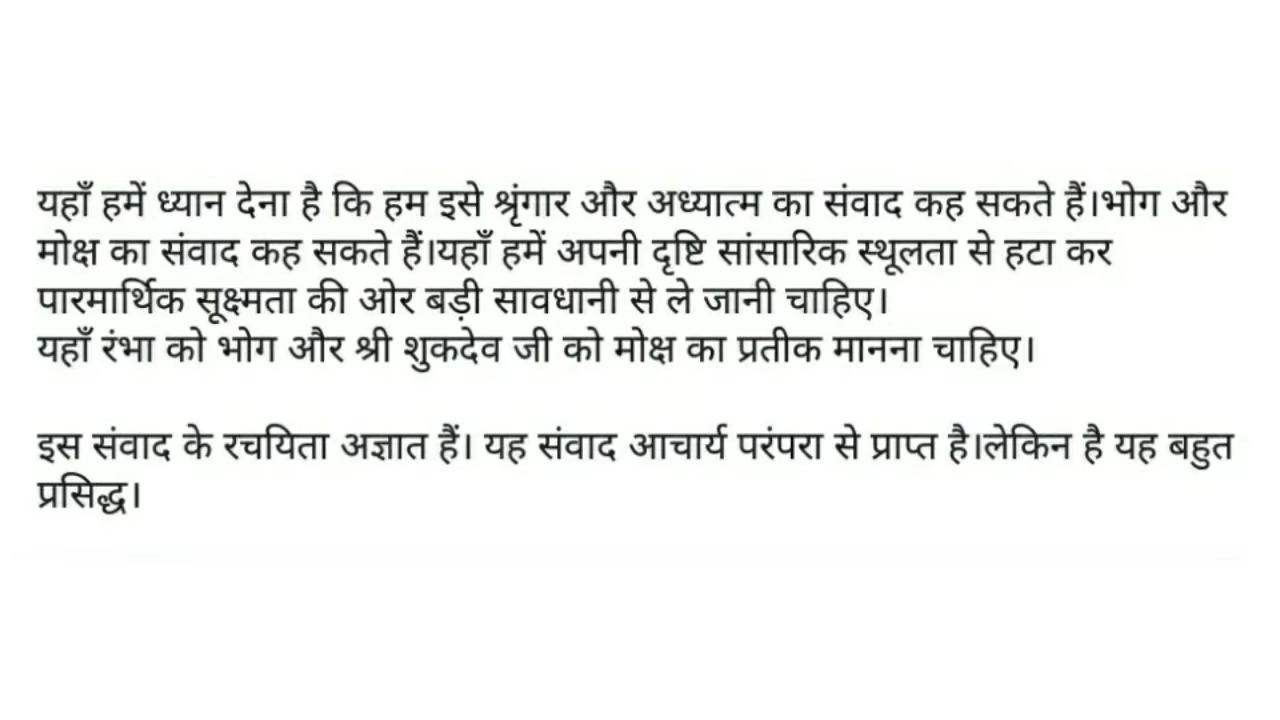 यहाँ हमें ध्यान देना है कि हम इसे श्रृंगार और अध्यात्म का संवाद कह सकते हैं।भोग और
मोक्ष का संवाद कह सकते हैं।यहाँ हमें अपनी दृष्टि सांसारिक स्थूलता से हटा कर
पारमार्थिक सूक्ष्मता की ओर बड़ी सावधानी से ले जानी चाहिए।
यहाँ रंभा को भोग और श्री शुकदेव जी को मोक्ष का प्रतीक मानना चाहिए।
इस संवाद के रचयिता अज्ञात हैं। यह संवाद आचार्य परंपरा से प्राप्त है।लेकिन है यह बहुत
प्रसिद्ध।